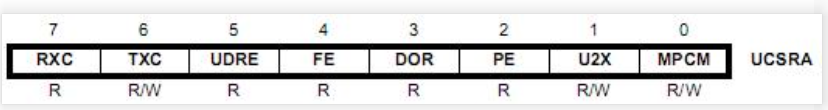 7 6 5 4 3 2 1 0
RXC TXC UDRE FE DOR PE U2X MPCM UCSRA
R R/W R R R R R/W R/W